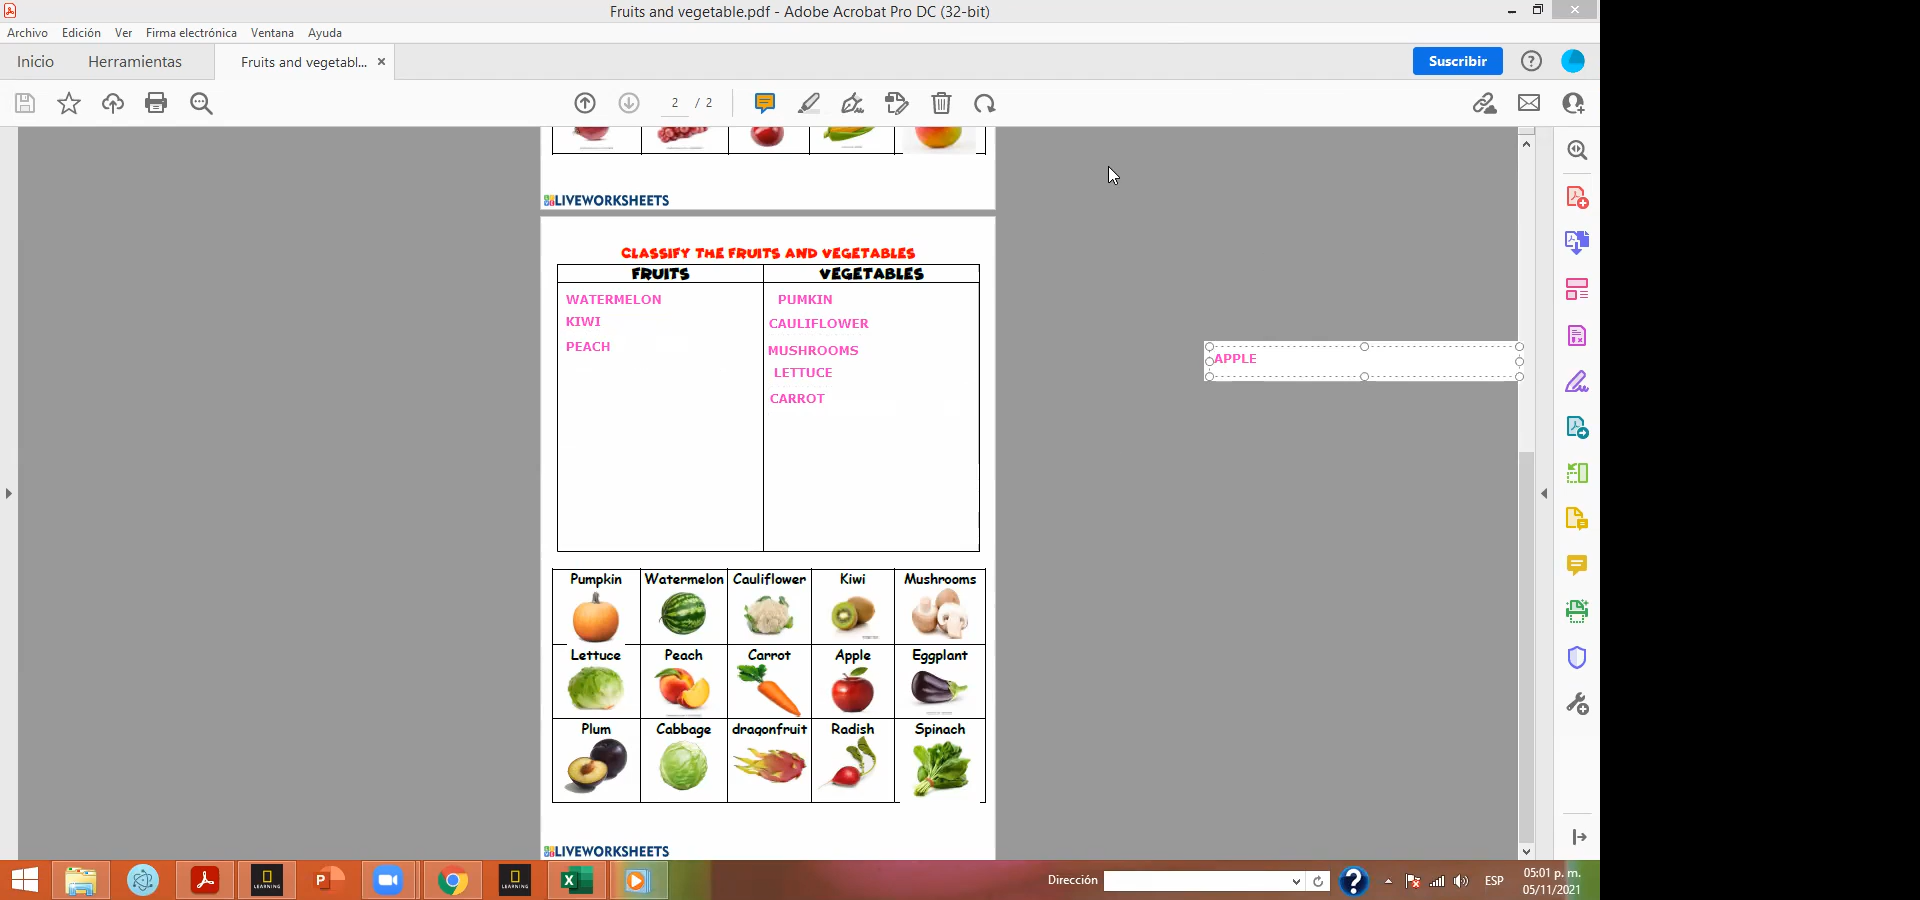 Fruits and vegetable.pdf - Adobe Acrobat Pro DC (32-bit)
Archivo Edición Ver Firma electrónica Ventana Ayuda
Inicio Herramientas Fruits and vegetabl... × Suscribir
2 / 2
LIVEWORKSHEETS
CLASSIFY THE FRUITS AND VEGETABLES
FRUITS VEGETABLES
WATERMELON PUMKIN
KIWI CAULIFLOWER
PEACH MUSHROOMS
LETTUCE
CARROT
APPLE
Pumpkin Watermelon Cauliflower Kiwi Mushrooms
Lettuce Peach Carrot Apple Eggplant
Plum Cabbage dragonfruit Radish Spinach
LIVEWORKSHEETS
Dirección ESP 05:01 p. m.
05/11/2021